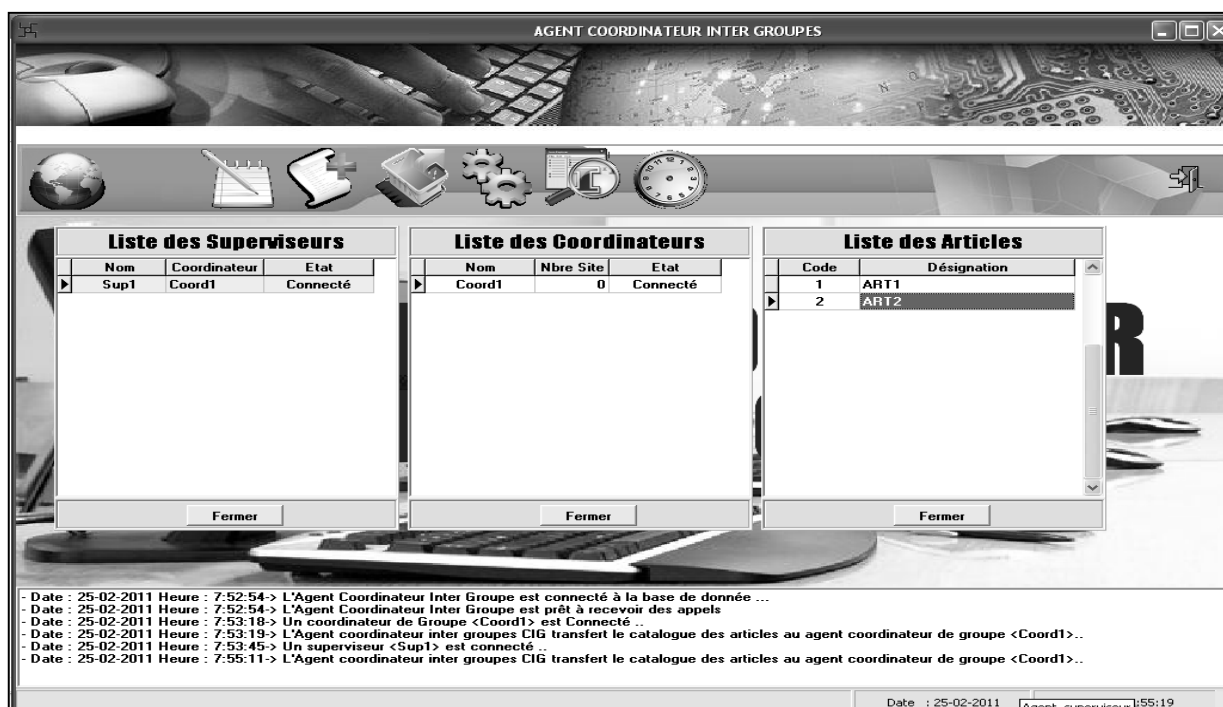 AGENT COORDINATEUR INTER GROUPES
Liste des Superviseurs
Nom Coordinateur Etat
Sup1 Coord1 Connecté
Fermer
Liste des Coordinateurs
Nom Nbre Site Etat
Coord1 0 Connecté
Fermer
Liste des Articles
Code Désignation
1 ART1
2 ART2
Fermer
R
- Date : 25-02-2011 Heure : 7:52:54-> L'Agent Coordinateur Inter Groupe est connecté à la base de donnée ...
- Date : 25-02-2011 Heure : 7:52:54-> L'Agent Coordinateur Inter Groupe est prêt à recevoir des appels
- Date : 25-02-2011 Heure : 7:53:18-> Un coordinateur de Groupe <Coord1> est Connecté ..
- Date : 25-02-2011 Heure : 7:53:19-> L'Agent coordinateur inter groupes CIG transfert le catalogue des articles au agent coordinateur de groupe <Coord1>..
- Date : 25-02-2011 Heure : 7:53:45-> Un superviseur <Sup1> est connecté ..
- Date : 25-02-2011 Heure : 7:55:11-> L'Agent coordinateur inter groupes CIG transfert le catalogue des articles au agent coordinateur de groupe <Coord1>..
Date : 25-02-2011 Agent superviseur :55:19